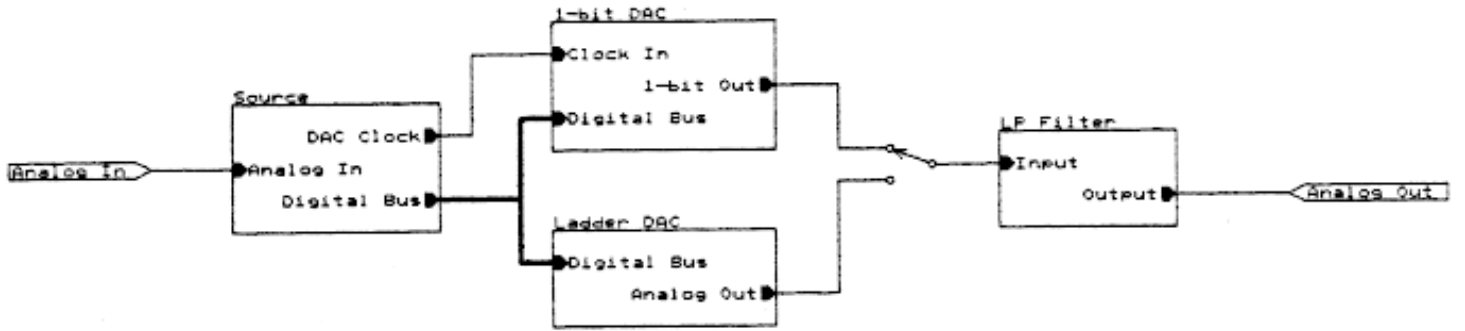 Analog In
Source
DAC Clock
Analog In
Digital Bus
1-bit DAC
Clock In
1-bit Out
Digital Bus
Ladder DAC
Digital Bus
Analog Out
LP Filter
Input
Output
Analog Out